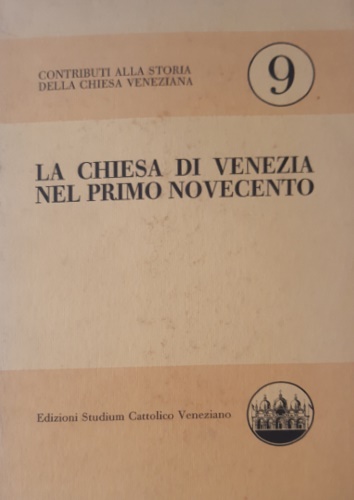 CONTRIBUTI ALLA STORIA
DELLA CHIESA VENEZIANA
9
LA CHIESA DI VENEZIA
NEL PRIMO NOVECENTO
Edizioni Studium Cattolico Veneziano